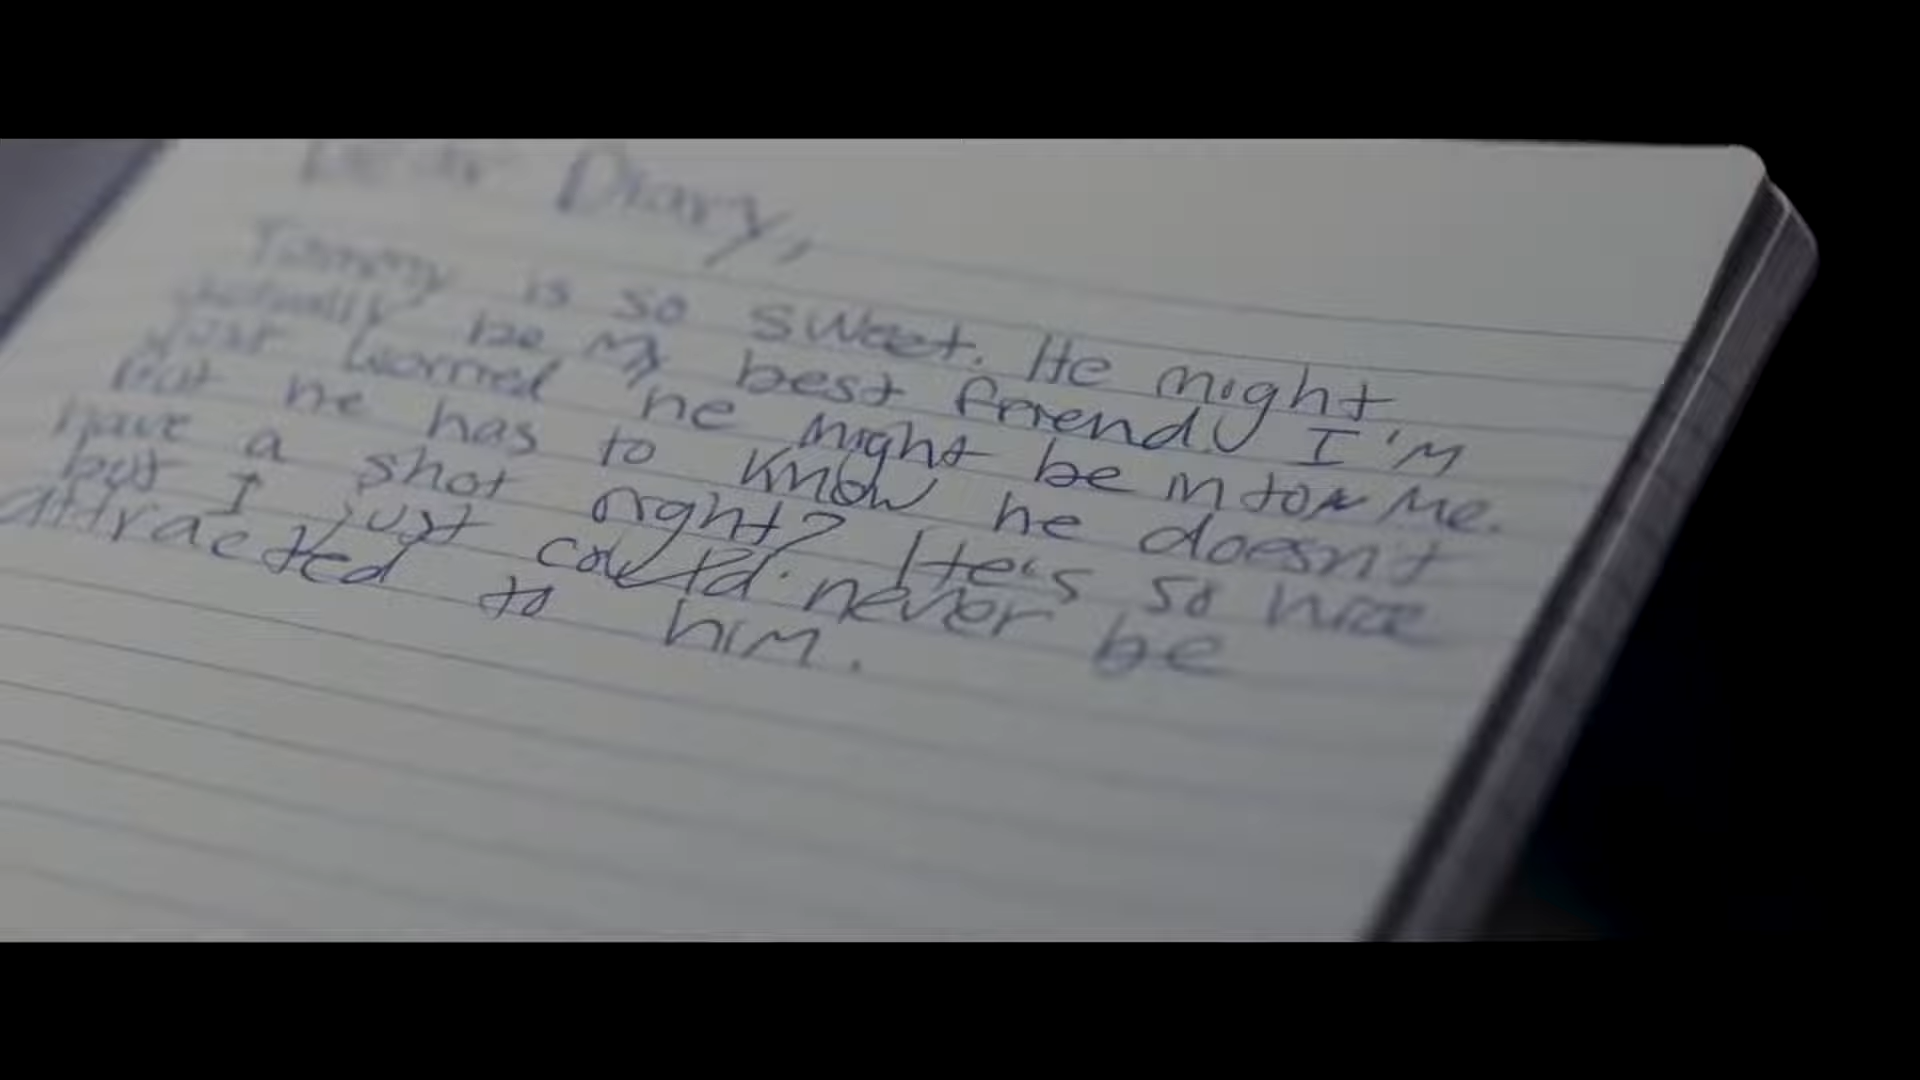 Dear Diary,
Tommy is so sweet. He might
actually be my best friend. I'm
just worried he might be into me.
but he has to know he doesn't
have a shot right? He's so nice
but I just could never be
attracted to him.